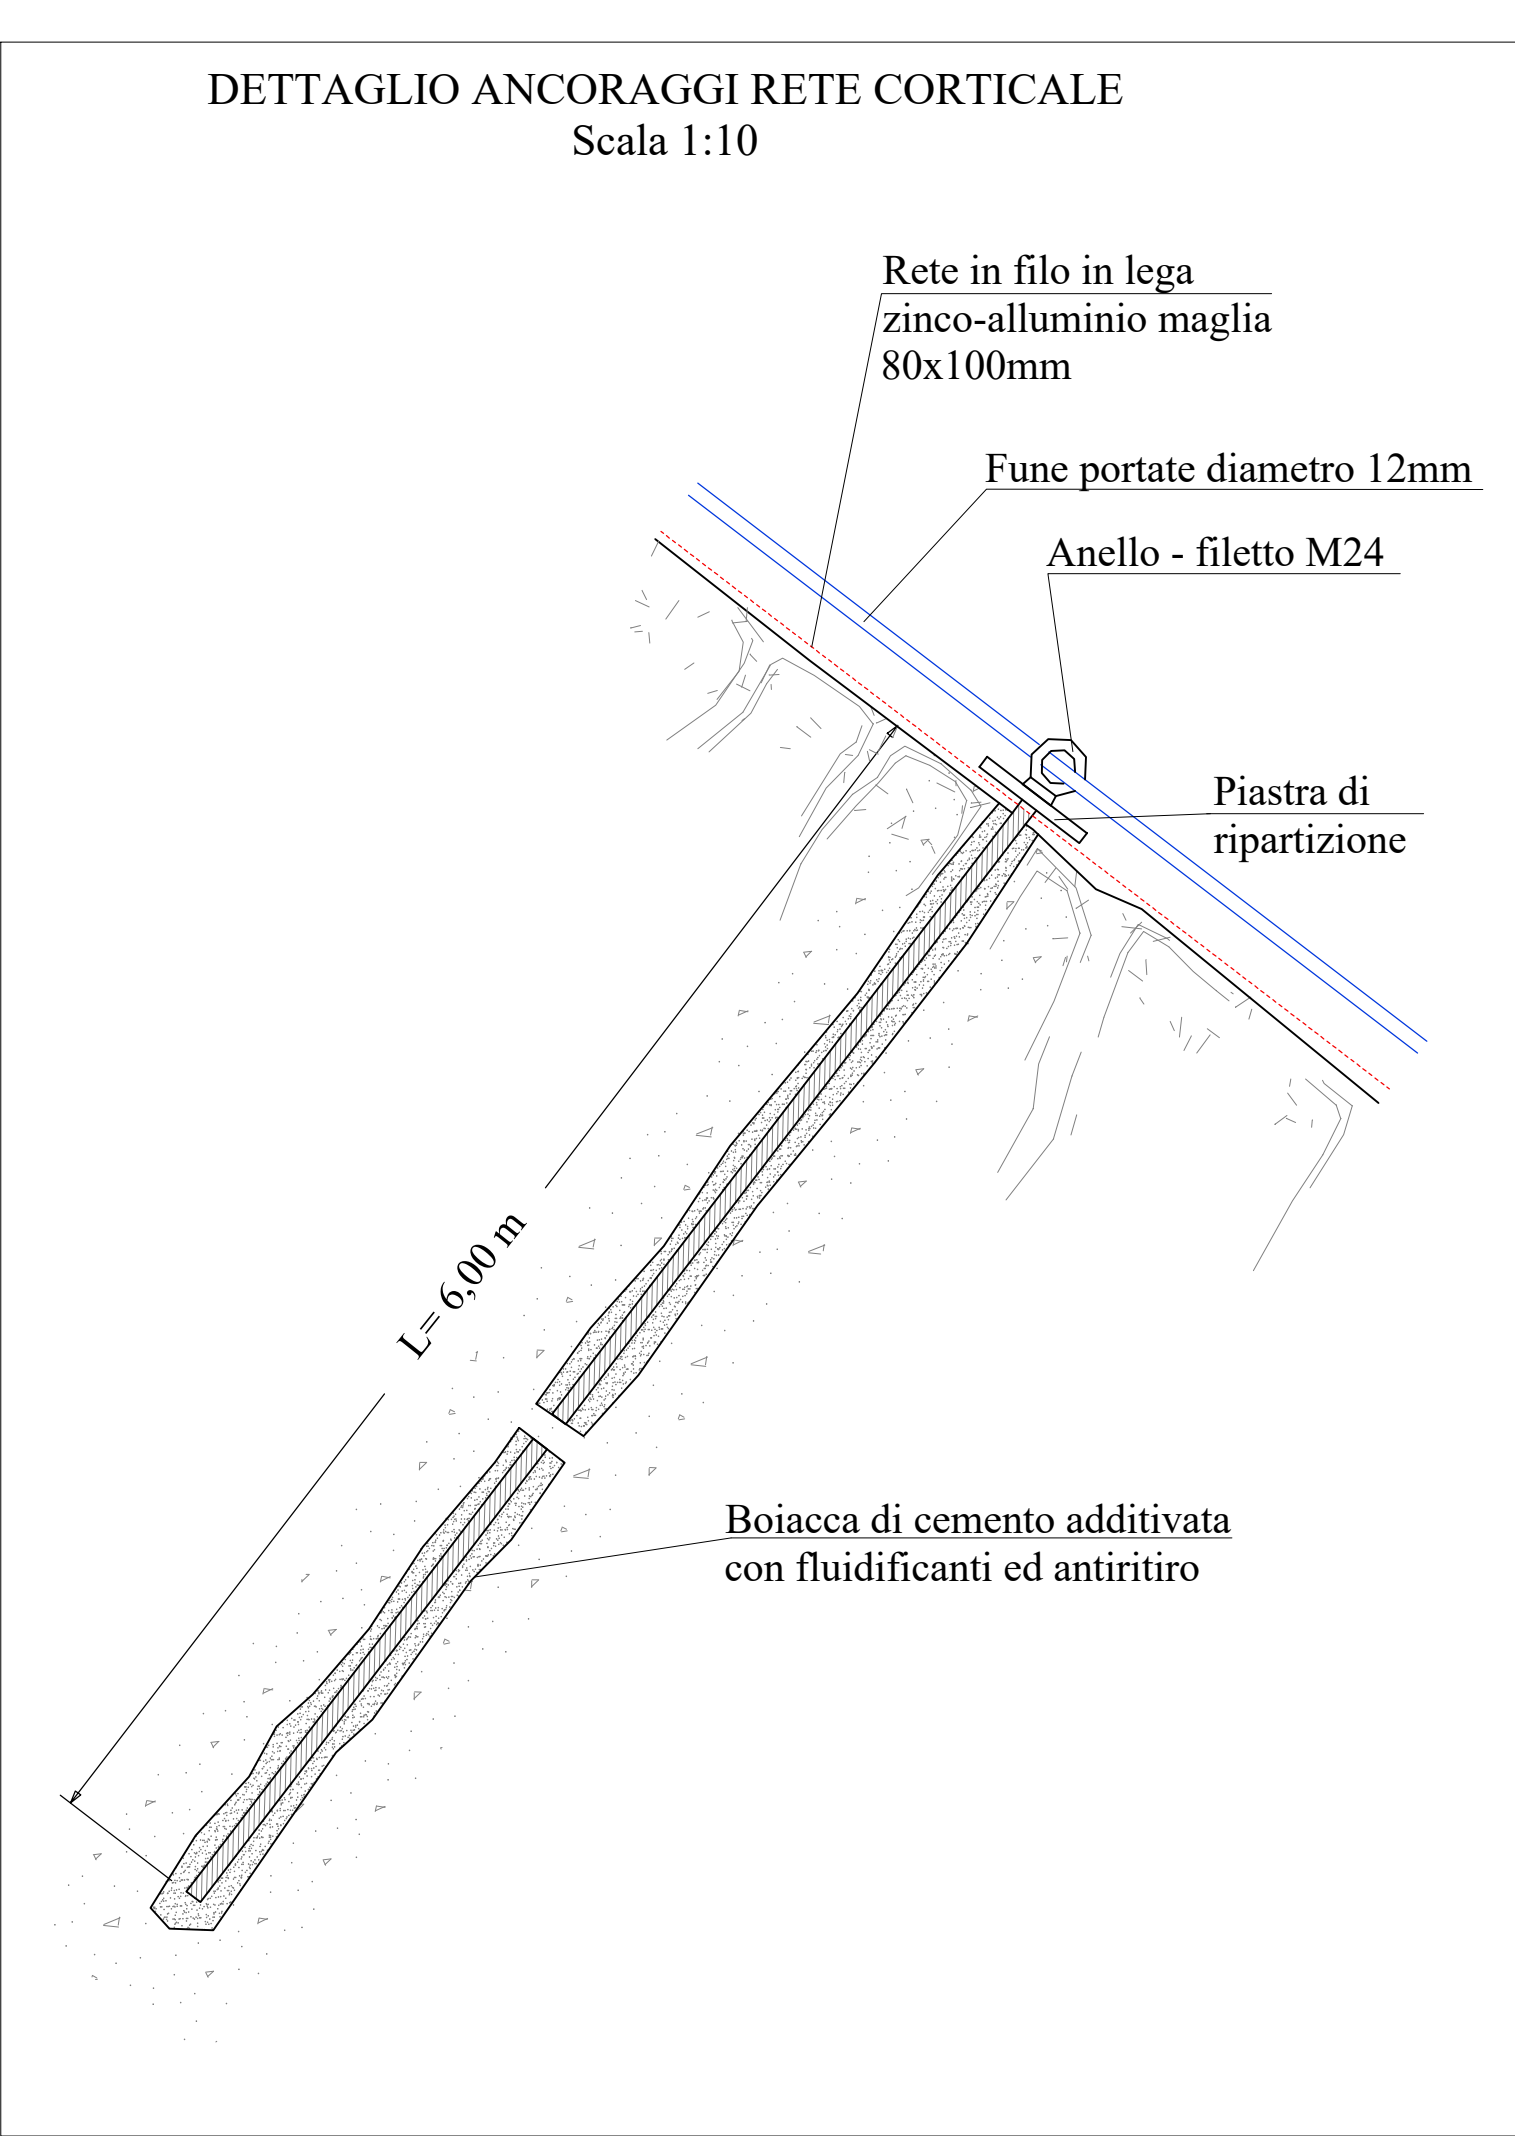 DETTAGLIO ANCORAGGI RETE CORTICALE
Scala 1:10
Rete in filo in lega
zinco-alluminio maglia
80x100mm
Fune portate diametro 12mm
Anello - filetto M24
Piastra di
ripartizione
L= 6,00 m
Boiacca di cemento additivata
con fluidificanti ed antiritiro